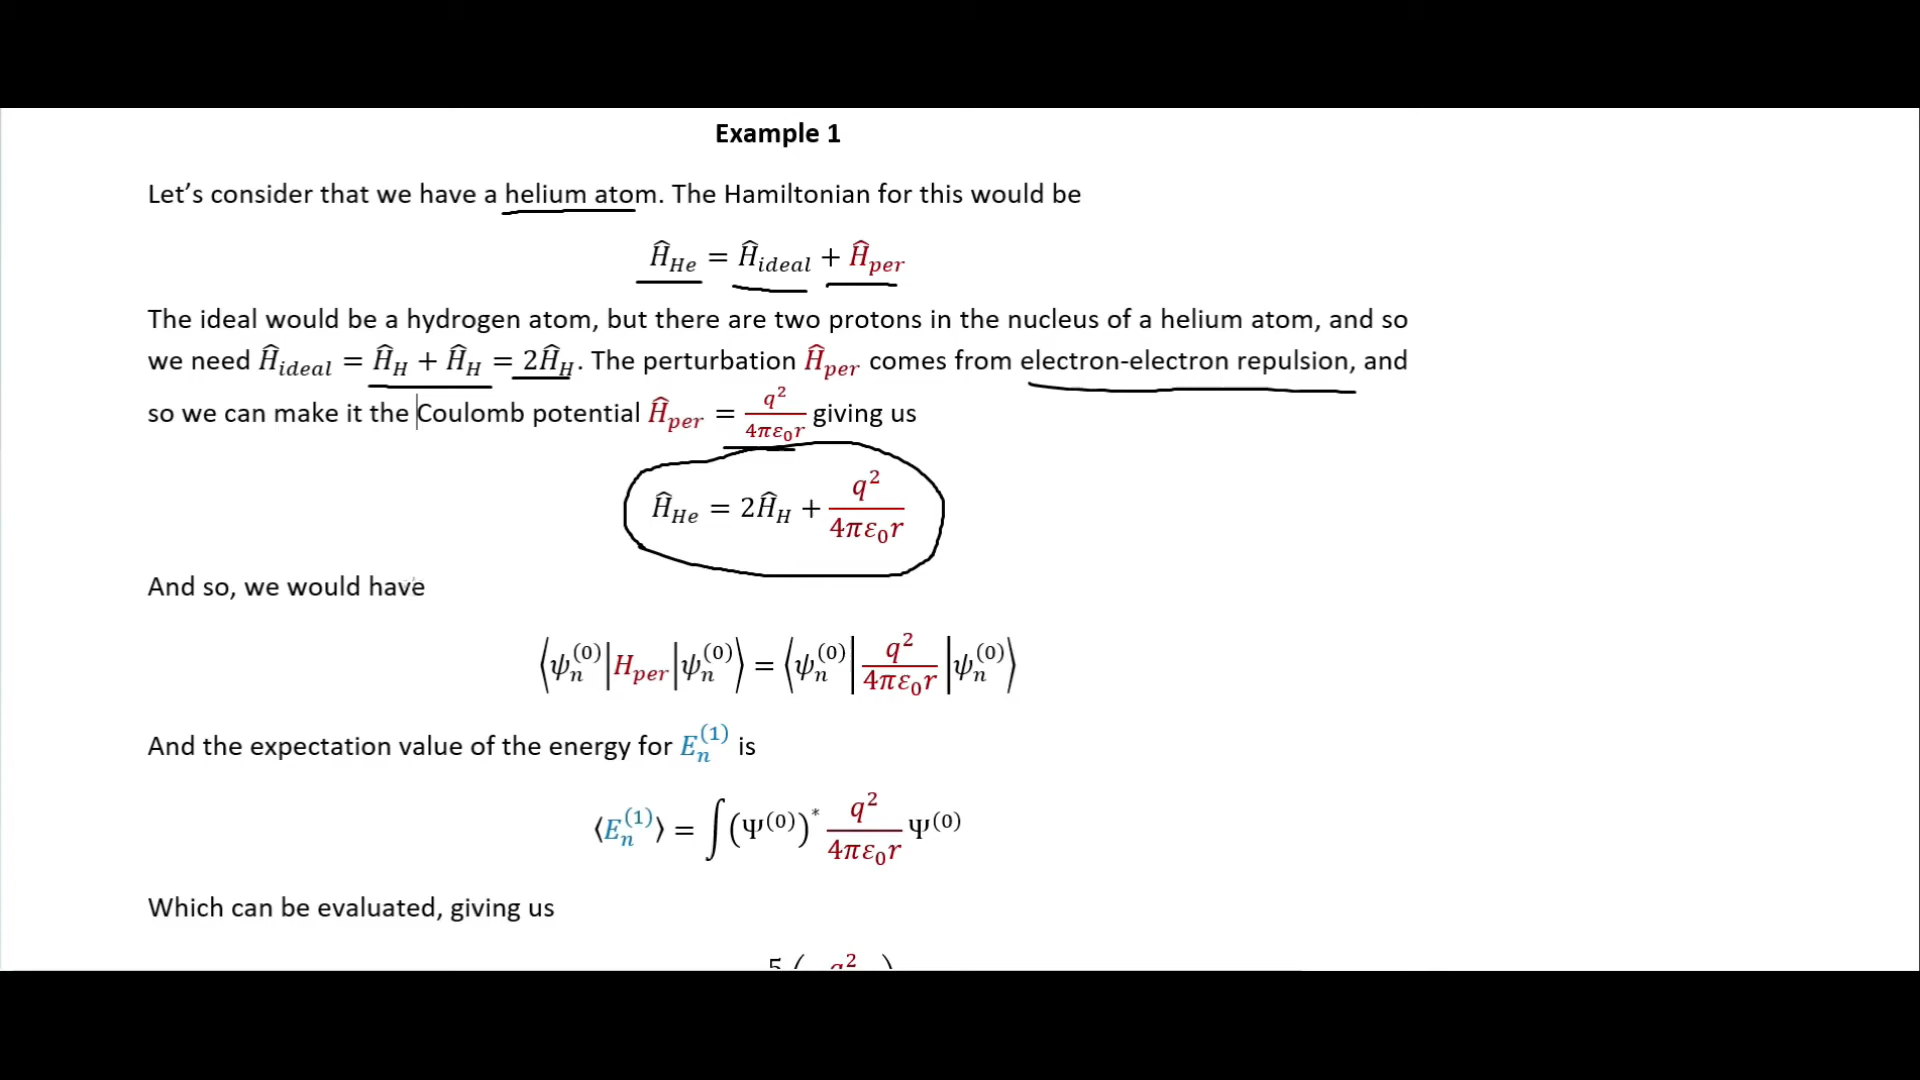 Example 1
Let’s consider that we have a helium atom. The Hamiltonian for this would be
Ĥ_He = Ĥ_ideal + Ĥ_per
The ideal would be a hydrogen atom, but there are two protons in the nucleus of a helium atom, and so
we need Ĥ_ideal = Ĥ_H + Ĥ_H = 2Ĥ_H. The perturbation Ĥ_per comes from electron-electron repulsion, and
so we can make it the Coulomb potential Ĥ_per = q²/(4πε₀r) giving us
Ĥ_He = 2Ĥ_H + q²/(4πε₀r)
And so, we would have
⟨ψ_n^(0)|H_per|ψ_n^(0)⟩ = ⟨ψ_n^(0)|q²/(4πε₀r)|ψ_n^(0)⟩
And the expectation value of the energy for E_n^(1) is
⟨E_n^(1)⟩ = ∫(Ψ^(0))* q²/(4πε₀r) Ψ^(0)
Which can be evaluated, giving us